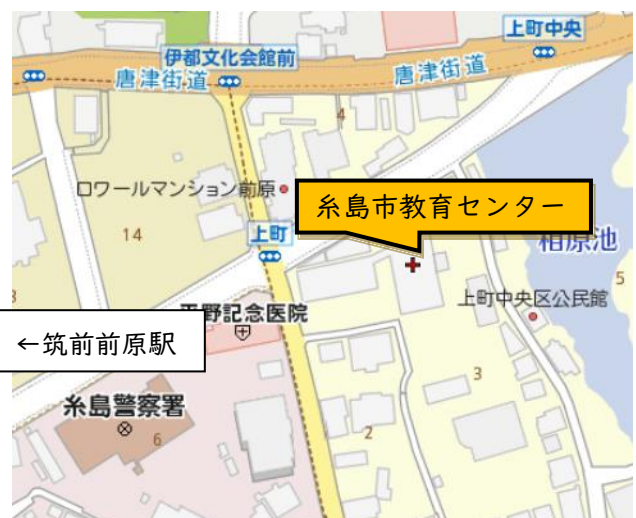 上町中央
伊都文化会館前
唐津街道
唐津街道
4
ロワールマンション前原
糸島市教育センター
14
上町
相原池
5
上町中央区公民館
平野記念医院
←筑前前原駅
3
糸島警察署
6
2